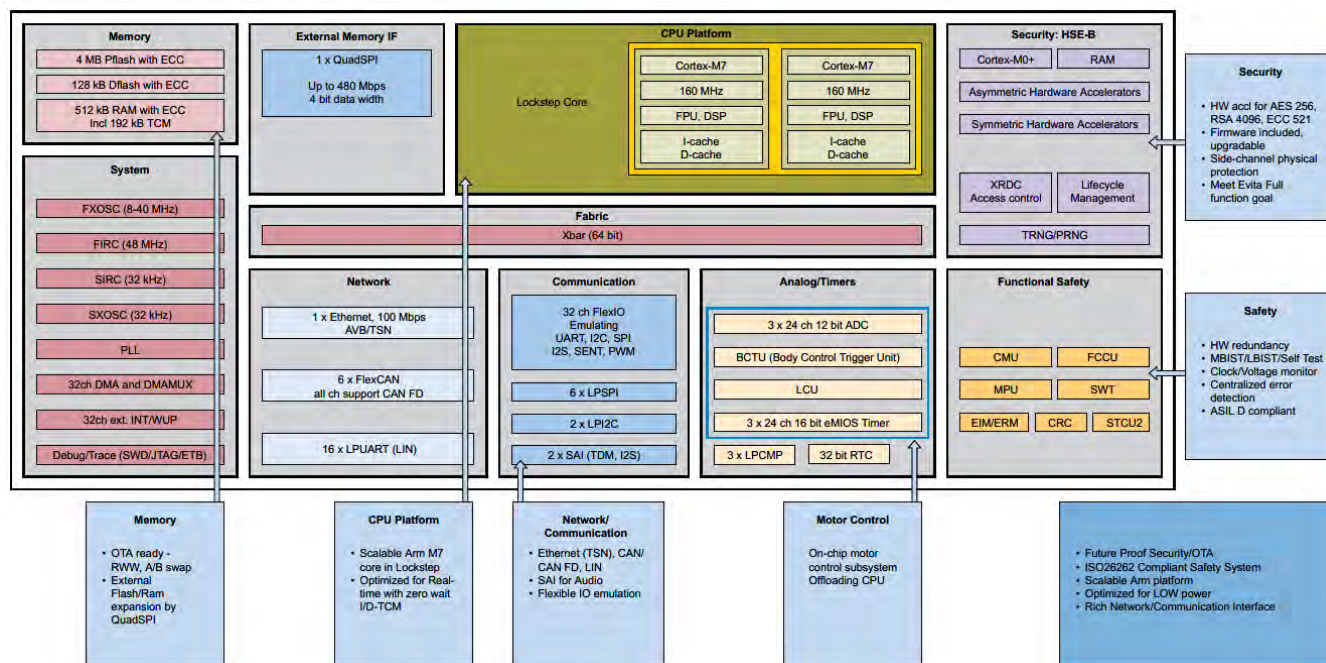 Memory
4 MB Pflash with ECC
128 kB Dflash with ECC
512 kB RAM with ECC
Incl 192 kB TCM
External Memory IF
1 x QuadSPI
Up to 480 Mbps
4 bit data width
CPU Platform
Lockstep Core
Cortex-M7
160 MHz
FPU, DSP
I-cache
D-cache
Cortex-M7
160 MHz
FPU, DSP
I-cache
D-cache
Security: HSE-B
Cortex-M0+
RAM
Asymmetric Hardware Accelerators
Symmetric Hardware Accelerators
XRDC
Access control
Lifecycle
Management
TRNG/PRNG
Security
• HW accl for AES 256,
RSA 4096, ECC 521
• Firmware included,
upgradable
• Side-channel physical
protection
• Meet Evita Full
function goal
System
FXOSC (8-40 MHz)
FIRC (48 MHz)
SIRC (32 kHz)
SXOSC (32 kHz)
PLL
32ch DMA and DMAMUX
32ch ext. INT/WUP
Debug/Trace (SWD/JTAG/ETB)
Fabric
Xbar (64 bit)
Network
1 x Ethernet, 100 Mbps
AVB/TSN
6 x FlexCAN
all ch support CAN FD
16 x LPUART (LIN)
Communication
32 ch FlexIO
Emulating
UART, I2C, SPI
I2S, SENT, PWM
6 x LPSPI
2 x LPI2C
2 x SAI (TDM, I2S)
Analog/Timers
3 x 24 ch 12 bit ADC
BCTU (Body Control Trigger Unit)
LCU
3 x 24 ch 16 bit eMIOS Timer
3 x LPCMP
32 bit RTC
Functional Safety
CMU
FCCU
MPU
SWT
EIM/ERM
CRC
STCU2
Safety
• HW redundancy
• MBIST/LBIST/Self Test
• Clock/Voltage monitor
• Centralized error
detection
• ASIL D compliant
Memory
• OTA ready -
RWW, A/B swap
• External
Flash/Ram
expansion by
QuadSPI
CPU Platform
• Scalable Arm M7
core in Lockstep
• Optimized for Real-
time with zero wait
I/D-TCM
Network/
Communication
• Ethernet (TSN), CAN/
CAN FD, LIN
• SAI for Audio
• Flexible IO emulation
Motor Control
On-chip motor
control subsystem
Offloading CPU
• Future Proof Security/OTA
• ISO26262 Compliant Safety System
• Scalable Arm platform
• Optimized for LOW power
• Rich Network/Communication Interface